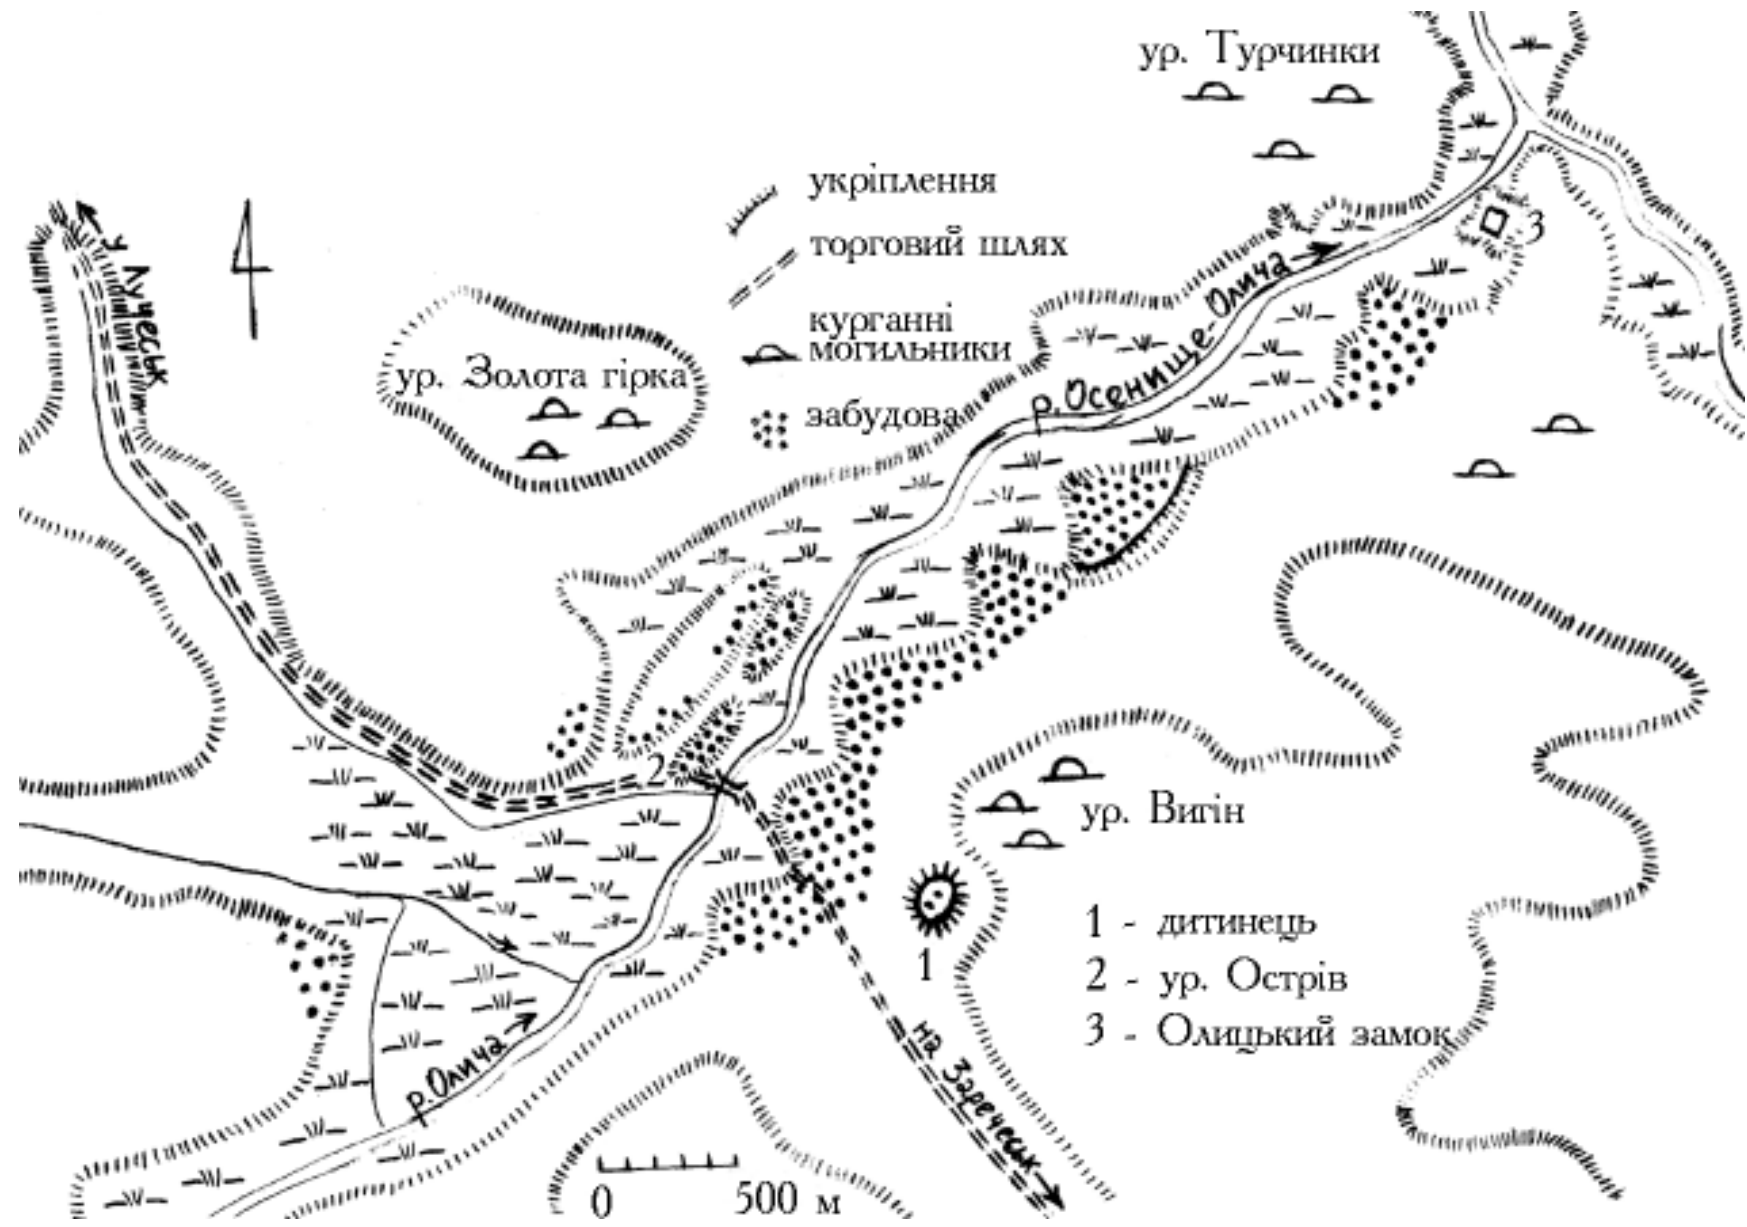 ур. Турчинки
укріплення
торговий шлях
курганні
могильники
забудова
ур. Золота гірка
у Лучеськ
р. Осенище-Олича
3
2
ур. Вигін
1
1 - дитинець
2 - ур. Острів
3 - Олицький замок
р. Олича
на Заречеськ
0 500 м